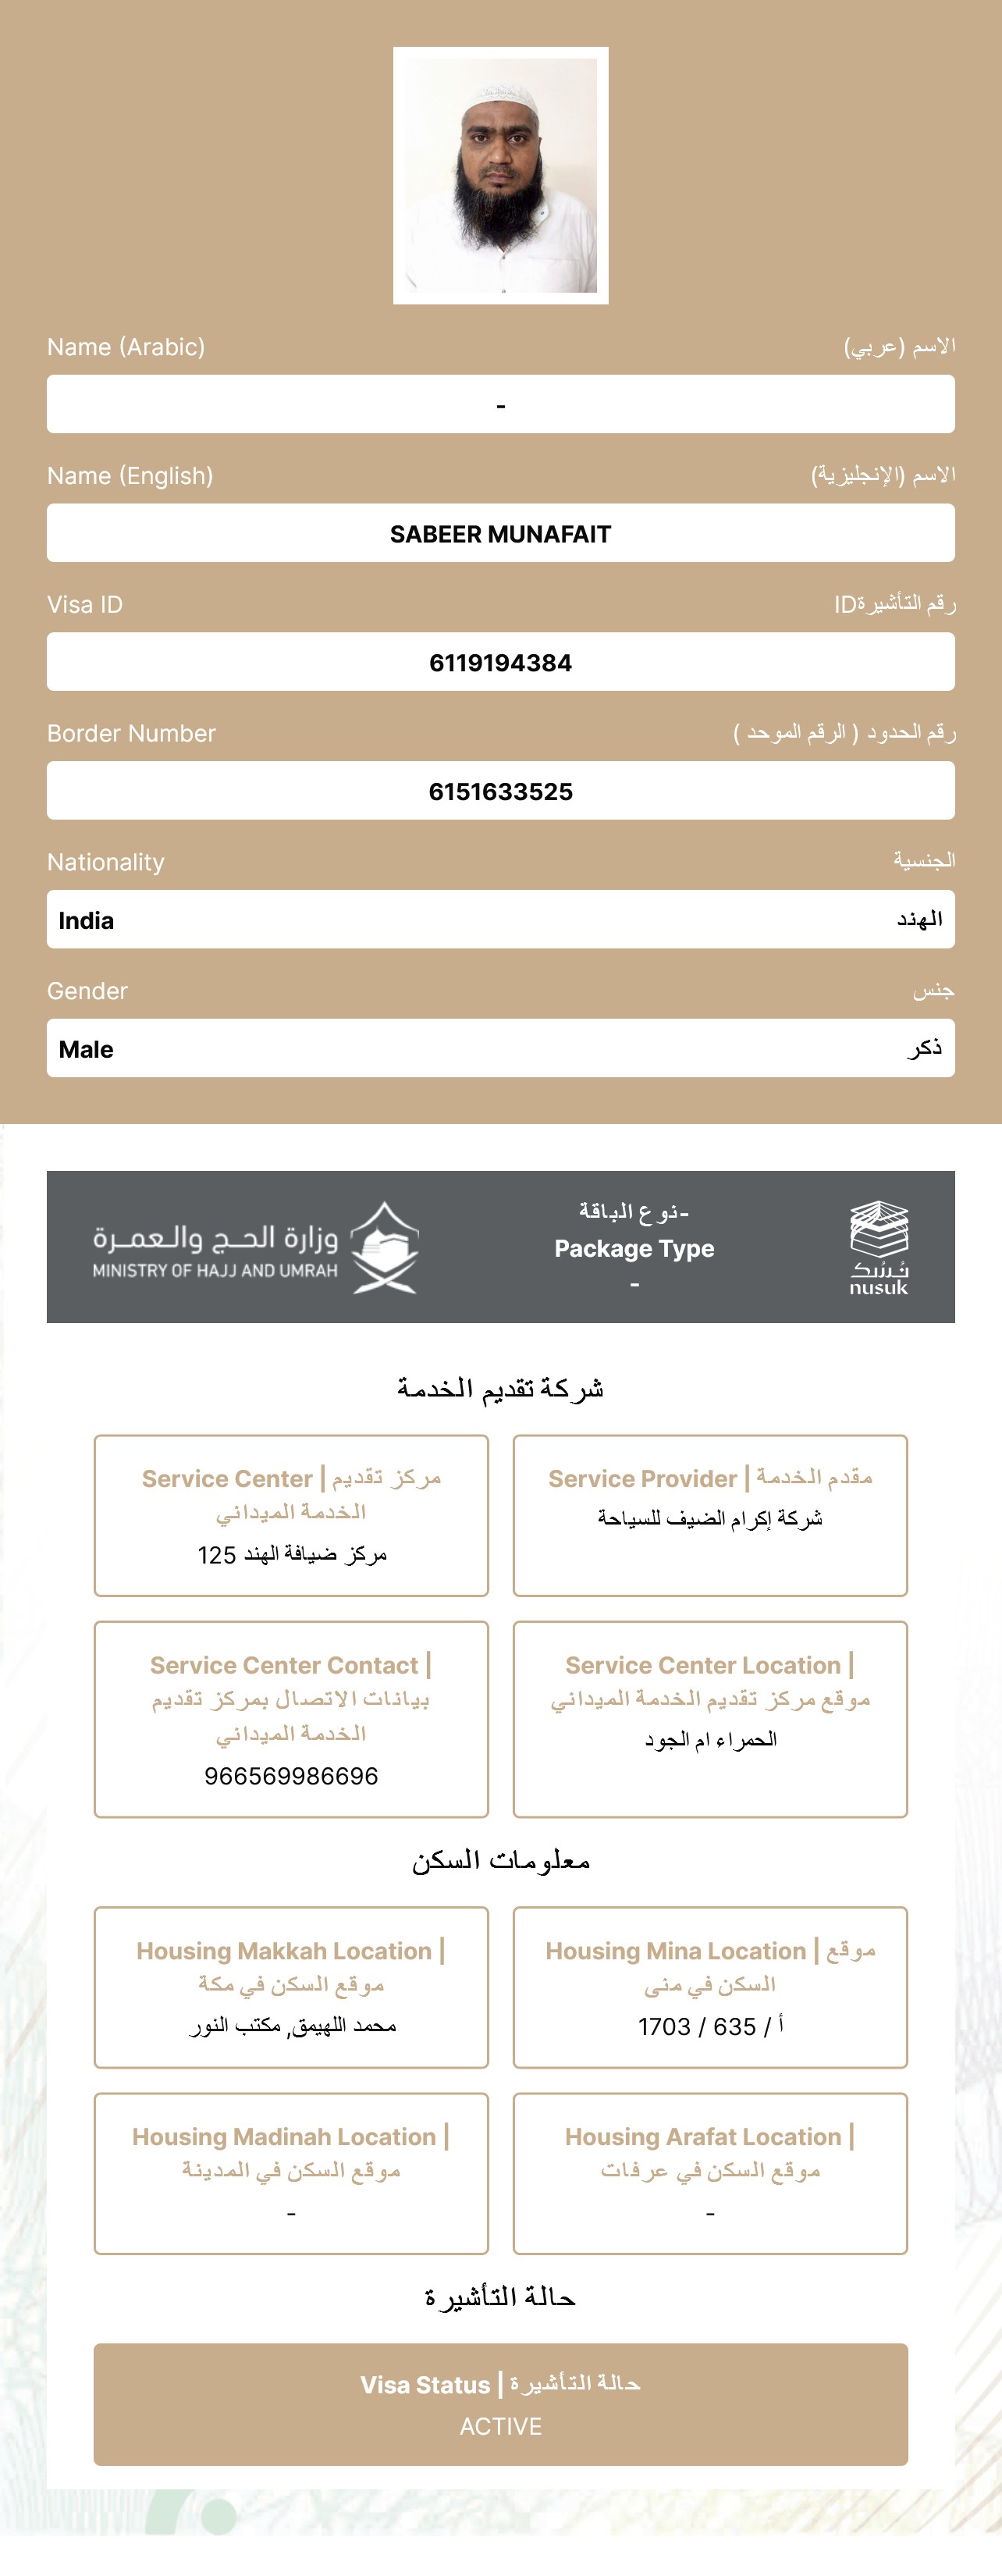 Name (Arabic) الاسم (عربي)
-
Name (English) الاسم (الإنجليزية)
SABEER MUNAFAIT
Visa ID رقم التأشيرةID
6119194384
Border Number رقم الحدود ( الرقم الموحد )
6151633525
Nationality الجنسية
India الهند
Gender جنس
Male ذكر
وزارة الحج والعمرة
MINISTRY OF HAJJ AND UMRAH
-نوع الباقة
Package Type
-
نُسُك
nusuk
شركة تقديم الخدمة
Service Center | مركز تقديم
الخدمة الميداني
مركز ضيافة الهند 125
Service Provider | مقدم الخدمة
شركة إكرام الضيف للسياحة
Service Center Contact |
بيانات الاتصال بمركز تقديم
الخدمة الميداني
966569986696
Service Center Location |
موقع مركز تقديم الخدمة الميداني
الحمراء ام الجود
معلومات السكن
Housing Makkah Location |
موقع السكن في مكة
محمد اللهيمق, مكتب النور
Housing Mina Location | موقع
السكن في منى
أ / 635 / 1703
Housing Madinah Location |
موقع السكن في المدينة
-
Housing Arafat Location |
موقع السكن في عرفات
-
حالة التأشيرة
Visa Status | حالة التأشيرة
ACTIVE